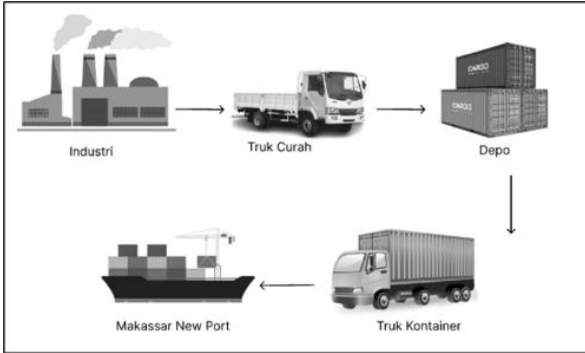 Industri
Truk Curah
CARGO
CARGO
Depo
Makassar New Port
Truk Kontainer